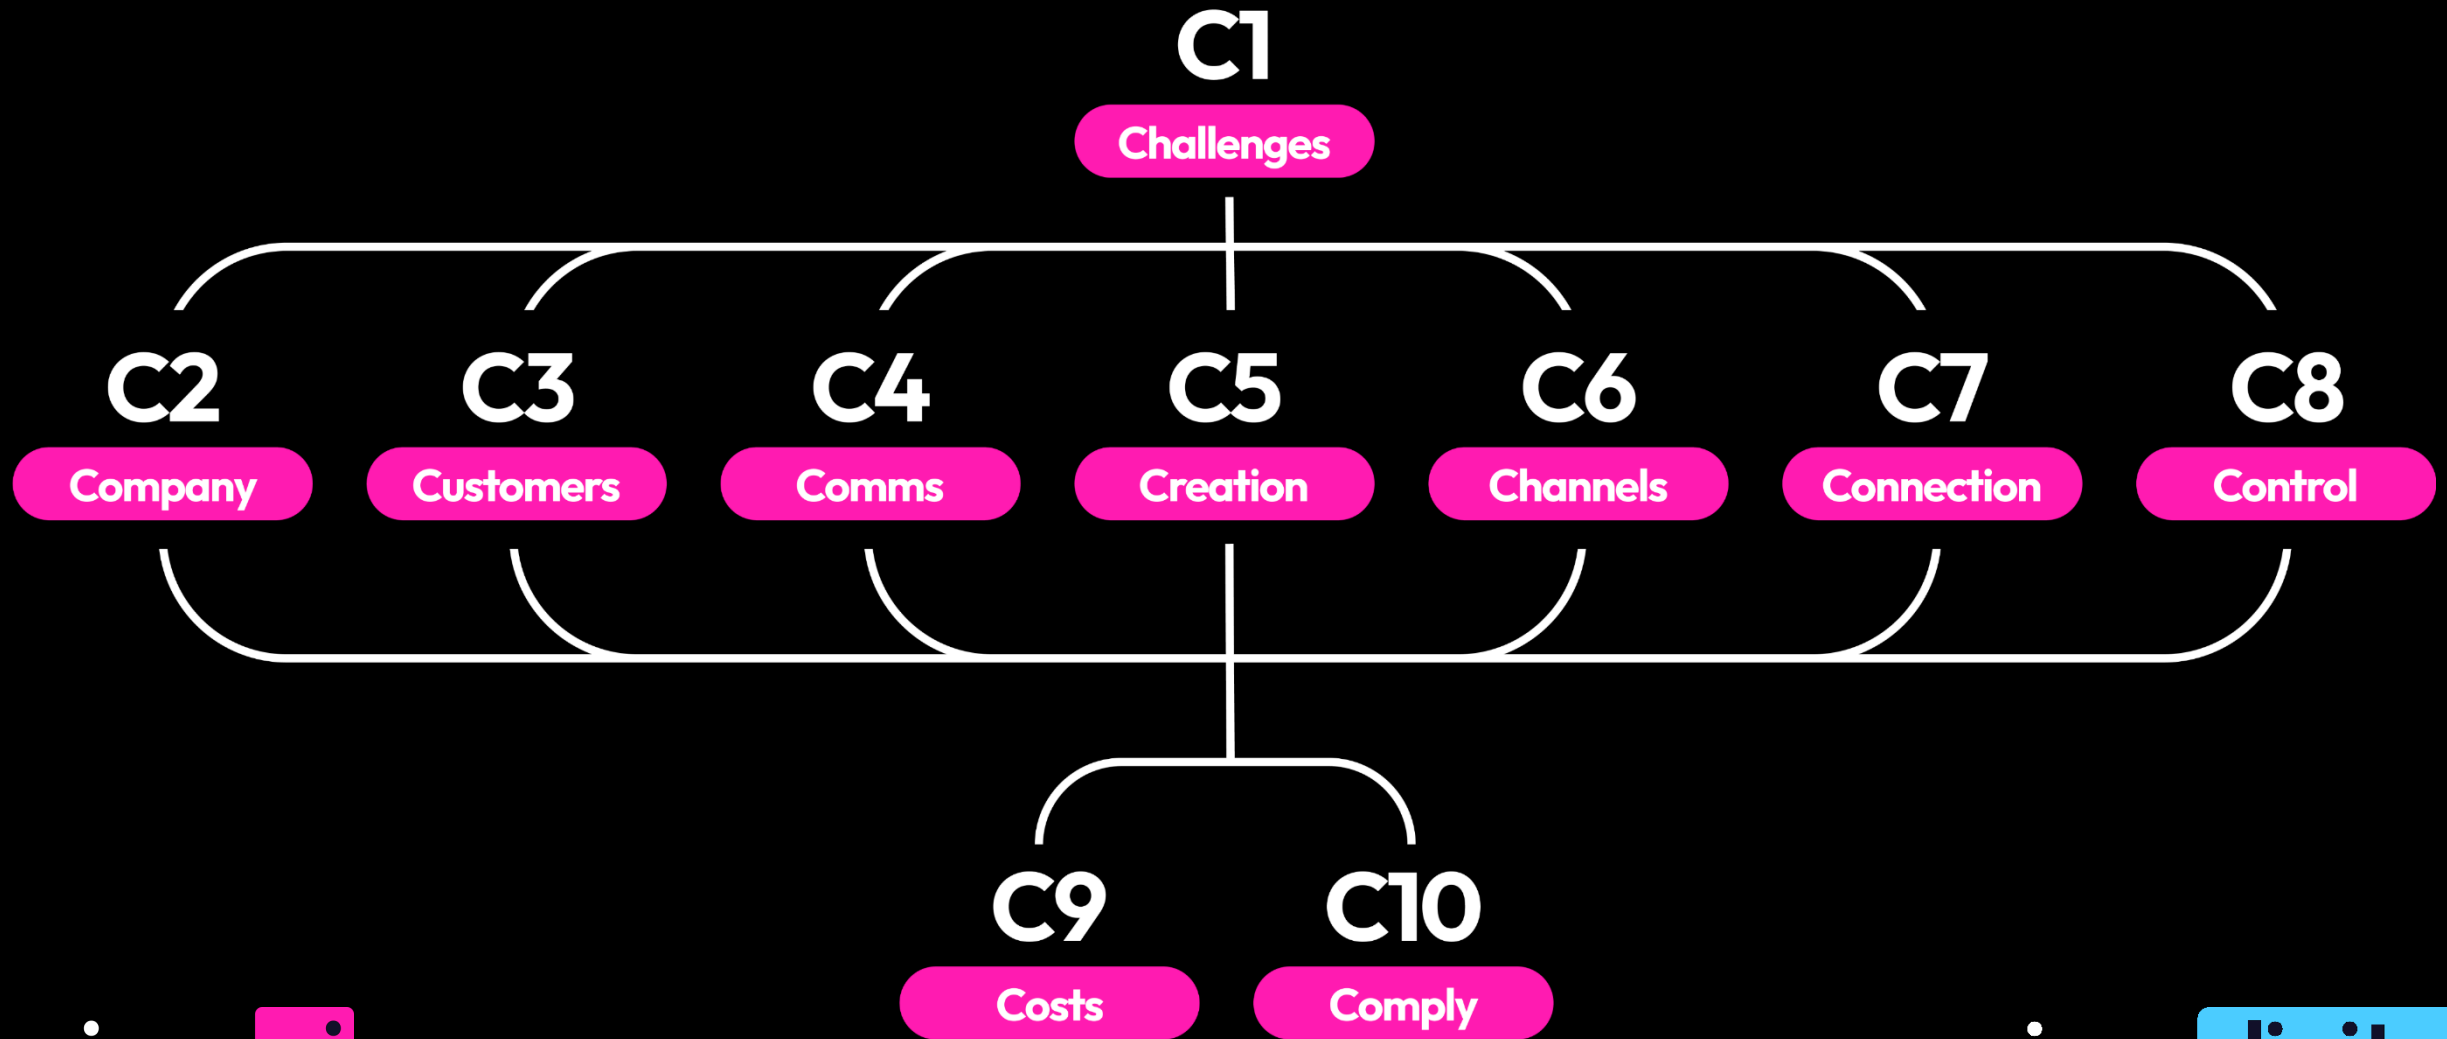 C1
Challenges
C2 C3 C4 C5 C6 C7 C8
Company Customers Comms Creation Channels Connection Control
C9 C10
Costs Comply